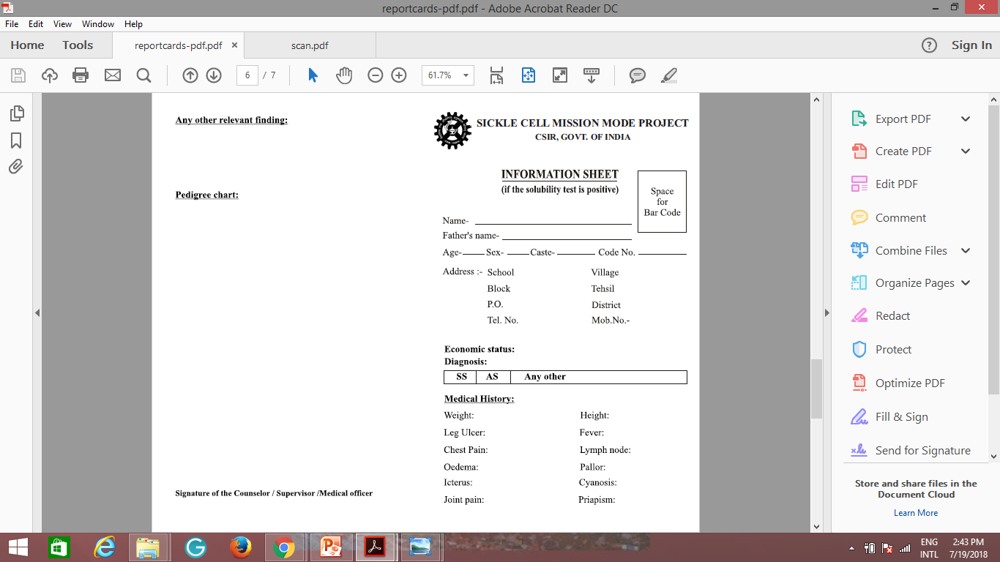 reportcards-pdf.pdf - Adobe Acrobat Reader DC
File Edit View Window Help
Home Tools reportcards-pdf.pdf × scan.pdf ? Sign In
6 / 7 61.7%
Any other relevant finding:
Pedigree chart:
Signature of the Counselor / Supervisor /Medical officer
SICKLE CELL MISSION MODE PROJECT
CSIR, GOVT. OF INDIA
INFORMATION SHEET
(if the solubility test is positive)
Space
for
Bar Code
Name-
Father's name-
Age- Sex- Caste- Code No.
Address :- School Village
Block Tehsil
P.O. District
Tel. No. Mob.No.-
Economic status:
Diagnosis:
SS AS Any other
Medical History:
Weight: Height:
Leg Ulcer: Fever:
Chest Pain: Lymph node:
Oedema: Pallor:
Icterus: Cyanosis:
Joint pain: Priapism:
Export PDF
Create PDF
Edit PDF
Comment
Combine Files
Organize Pages
Redact
Protect
Optimize PDF
Fill & Sign
Send for Signature
Store and share files in the
Document Cloud
Learn More
ENG 2:43 PM
INTL 7/19/2018